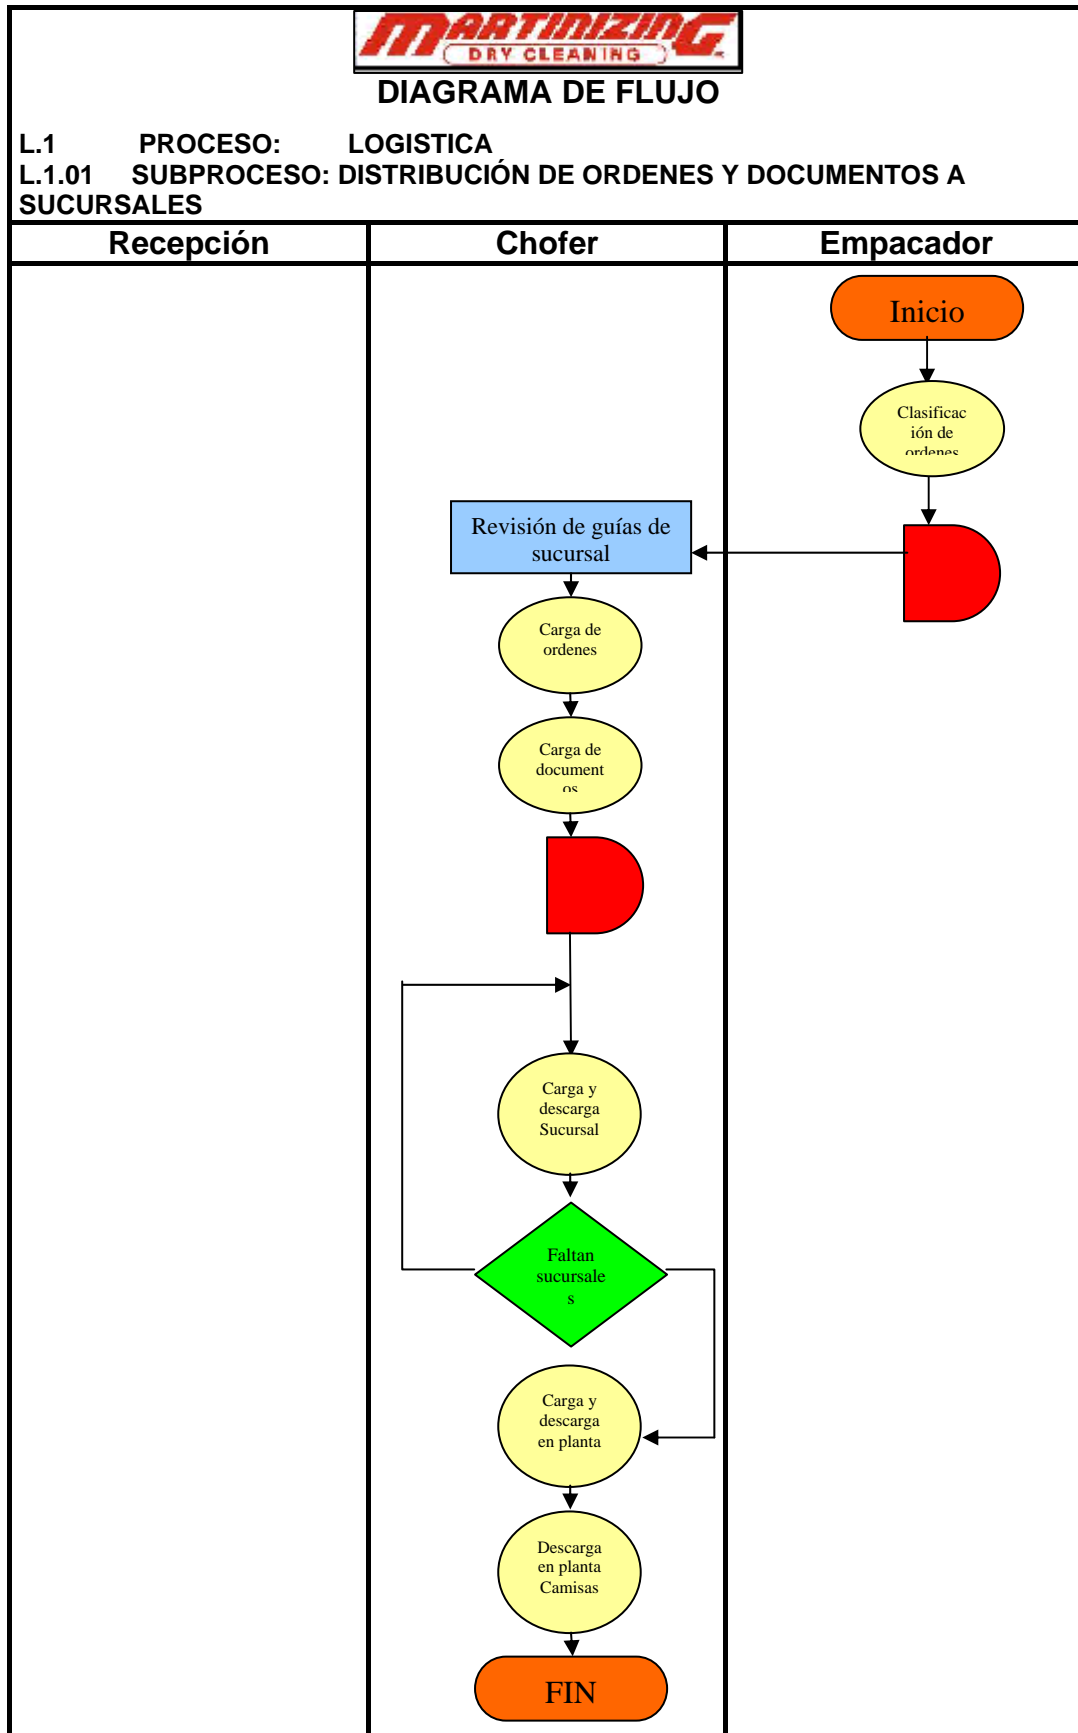 MARTINIZING
DRY CLEANING
DIAGRAMA DE FLUJO
L.1 PROCESO: LOGISTICA
L.1.01 SUBPROCESO: DISTRIBUCIÓN DE ORDENES Y DOCUMENTOS A
SUCURSALES
Recepción Chofer Empacador
Inicio
Clasificac
ión de
ordenes
Revisión de guías de
sucursal
Carga de
ordenes
Carga de
document
os
Carga y
descarga
Sucursal
Faltan
sucursale
s
Carga y
descarga
en planta
Descarga
en planta
Camisas
FIN